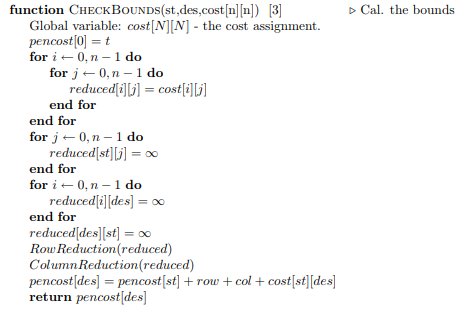 function CHECKBOUNDS(st,des,cost[n][n]) [3] ▷ Cal. the bounds
Global variable: cost[N][N] - the cost assignment.
pencost[0] = t
for i ← 0, n − 1 do
for j ← 0, n − 1 do
reduced[i][j] = cost[i][j]
end for
end for
for j ← 0, n − 1 do
reduced[st][j] = ∞
end for
for i ← 0, n − 1 do
reduced[i][des] = ∞
end for
reduced[des][st] = ∞
RowReduction(reduced)
ColumnReduction(reduced)
pencost[des] = pencost[st] + row + col + cost[st][des]
return pencost[des]